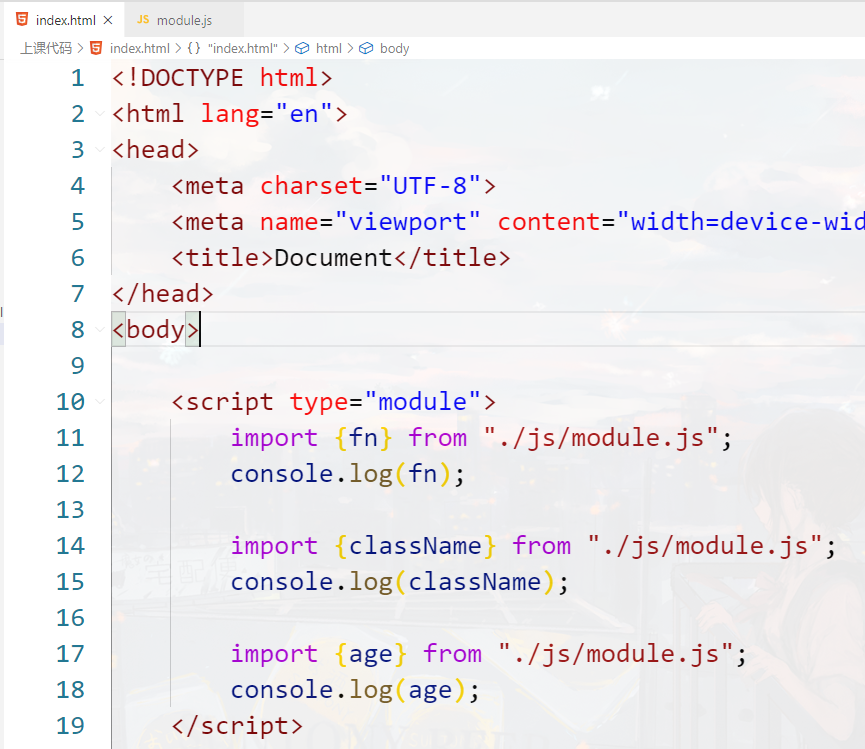 index.html ×
JS module.js
上课代码 > index.html > {} "index.html" > html > body
1 <!DOCTYPE html>
2 <html lang="en">
3 <head>
4 <meta charset="UTF-8">
5 <meta name="viewport" content="width=device-wid
6 <title>Document</title>
7 </head>
8 <body>
9
10 <script type="module">
11 import {fn} from "./js/module.js";
12 console.log(fn);
13
14 import {className} from "./js/module.js";
15 console.log(className);
16
17 import {age} from "./js/module.js";
18 console.log(age);
19 </script>